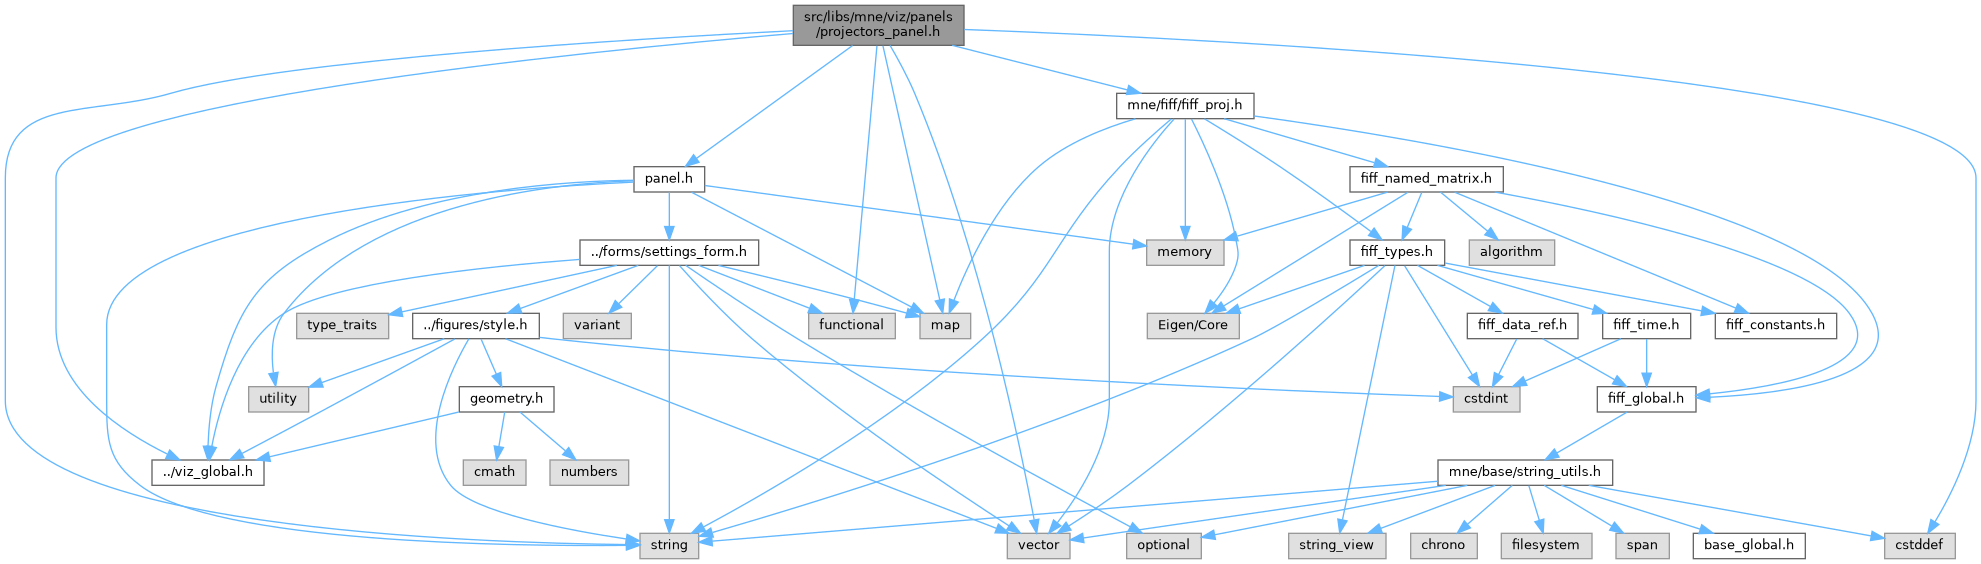 src/libs/mne/viz/panels
/projectors_panel.h
mne/fiff/fiff_proj.h
panel.h
fiff_named_matrix.h
../forms/settings_form.h
memory
fiff_types.h
algorithm
type_traits
../figures/style.h
variant
functional
map
Eigen/Core
fiff_data_ref.h
fiff_time.h
fiff_constants.h
utility
geometry.h
cstdint
fiff_global.h
../viz_global.h
cmath
numbers
mne/base/string_utils.h
string
vector
optional
string_view
chrono
filesystem
span
base_global.h
cstddef